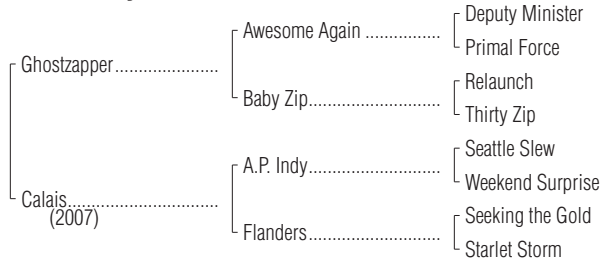 Deputy Minister
Awesome Again ................
Primal Force
Ghostzapper......................
Relaunch
Baby Zip............................
Thirty Zip
Seattle Slew
A.P. Indy............................
Weekend Surprise
Calais................................
(2007)
Seeking the Gold
Flanders............................
Starlet Storm